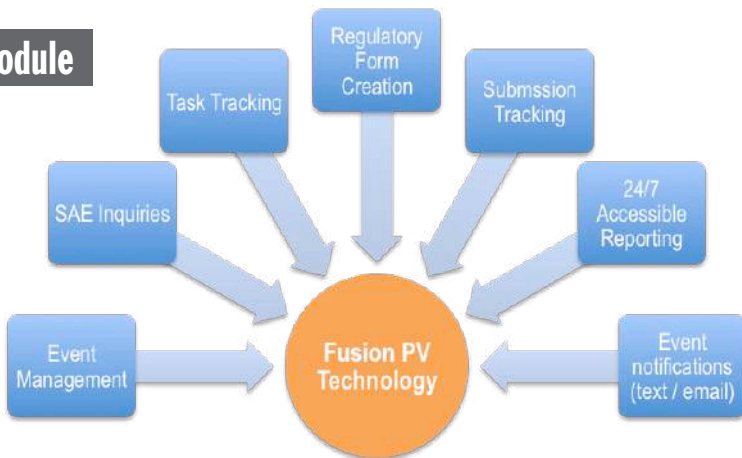 odule
Regulatory
Form
Creation
Task Tracking
Submssion
Tracking
SAE Inquiries
24/7
Accessible
Reporting
Event
Management
Fusion PV
Technology
Event
notifications
(text / email)